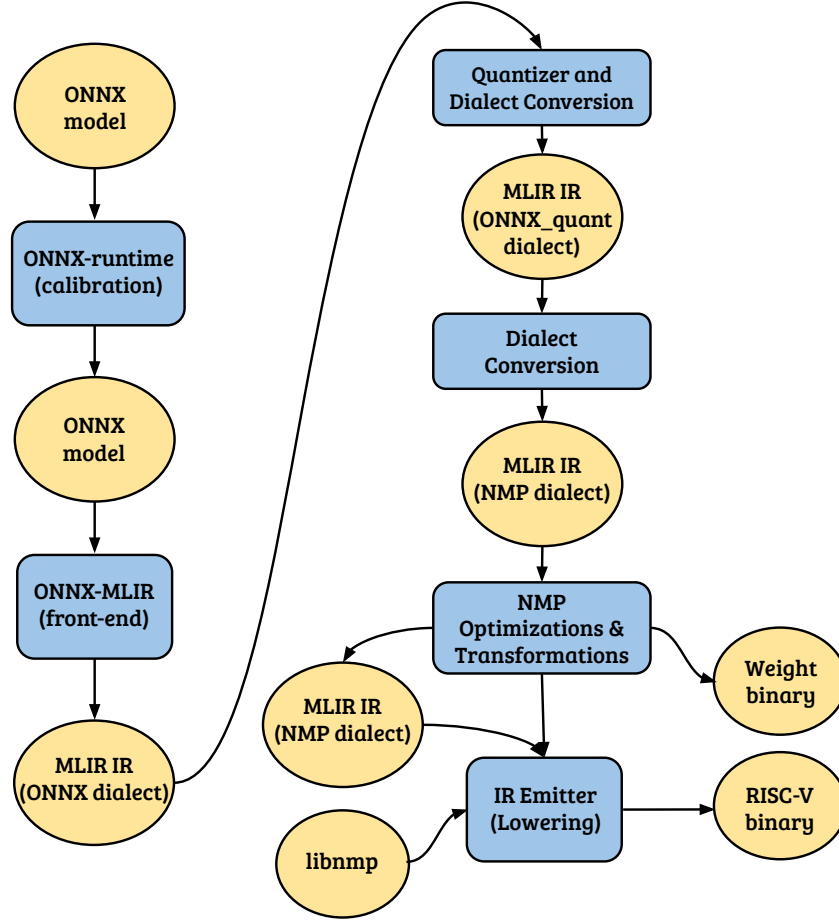 ONNX
model
ONNX-runtime
(calibration)
ONNX
model
ONNX-MLIR
(front-end)
MLIR IR
(ONNX dialect)
Quantizer and
Dialect Conversion
MLIR IR
(ONNX_quant
dialect)
Dialect
Conversion
MLIR IR
(NMP dialect)
NMP
Optimizations &
Transformations
Weight
binary
MLIR IR
(NMP dialect)
IR Emitter
(Lowering)
RISC-V
binary
libnmp